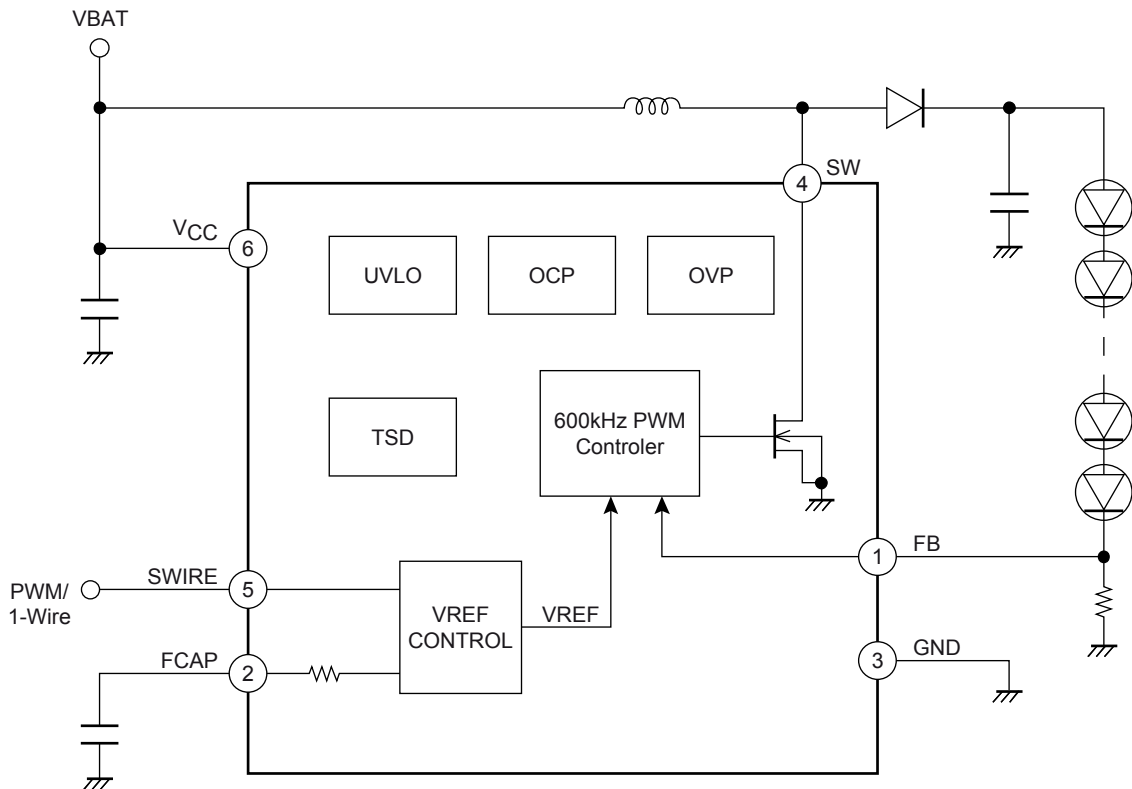 VBAT
SW
4
VCC
6
UVLO
OCP
OVP
TSD
600kHz PWM
Controler
1
FB
PWM/
1-Wire
SWIRE
5
VREF
CONTROL
VREF
FCAP
2
3
GND